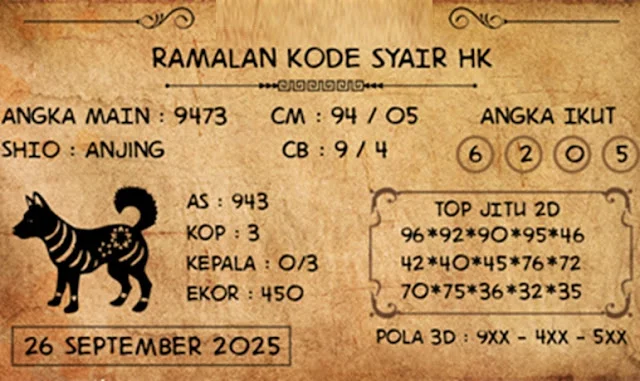 RAMALAN KODE SYAIR HK
ANGKA MAIN : 9473
CM : 94 / 05
ANGKA IKUT
SHIO : ANJING
CB : 9 / 4
6 2 0 5
AS : 943
KOP : 3
KEPALA : 0/3
EKOR : 450
TOP JITU 2D
96*92*90*95*46
42*40*45*76*72
70*75*36*32*35
26 SEPTEMBER 2025
POLA 3D : 9XX - 4XX - 5XX